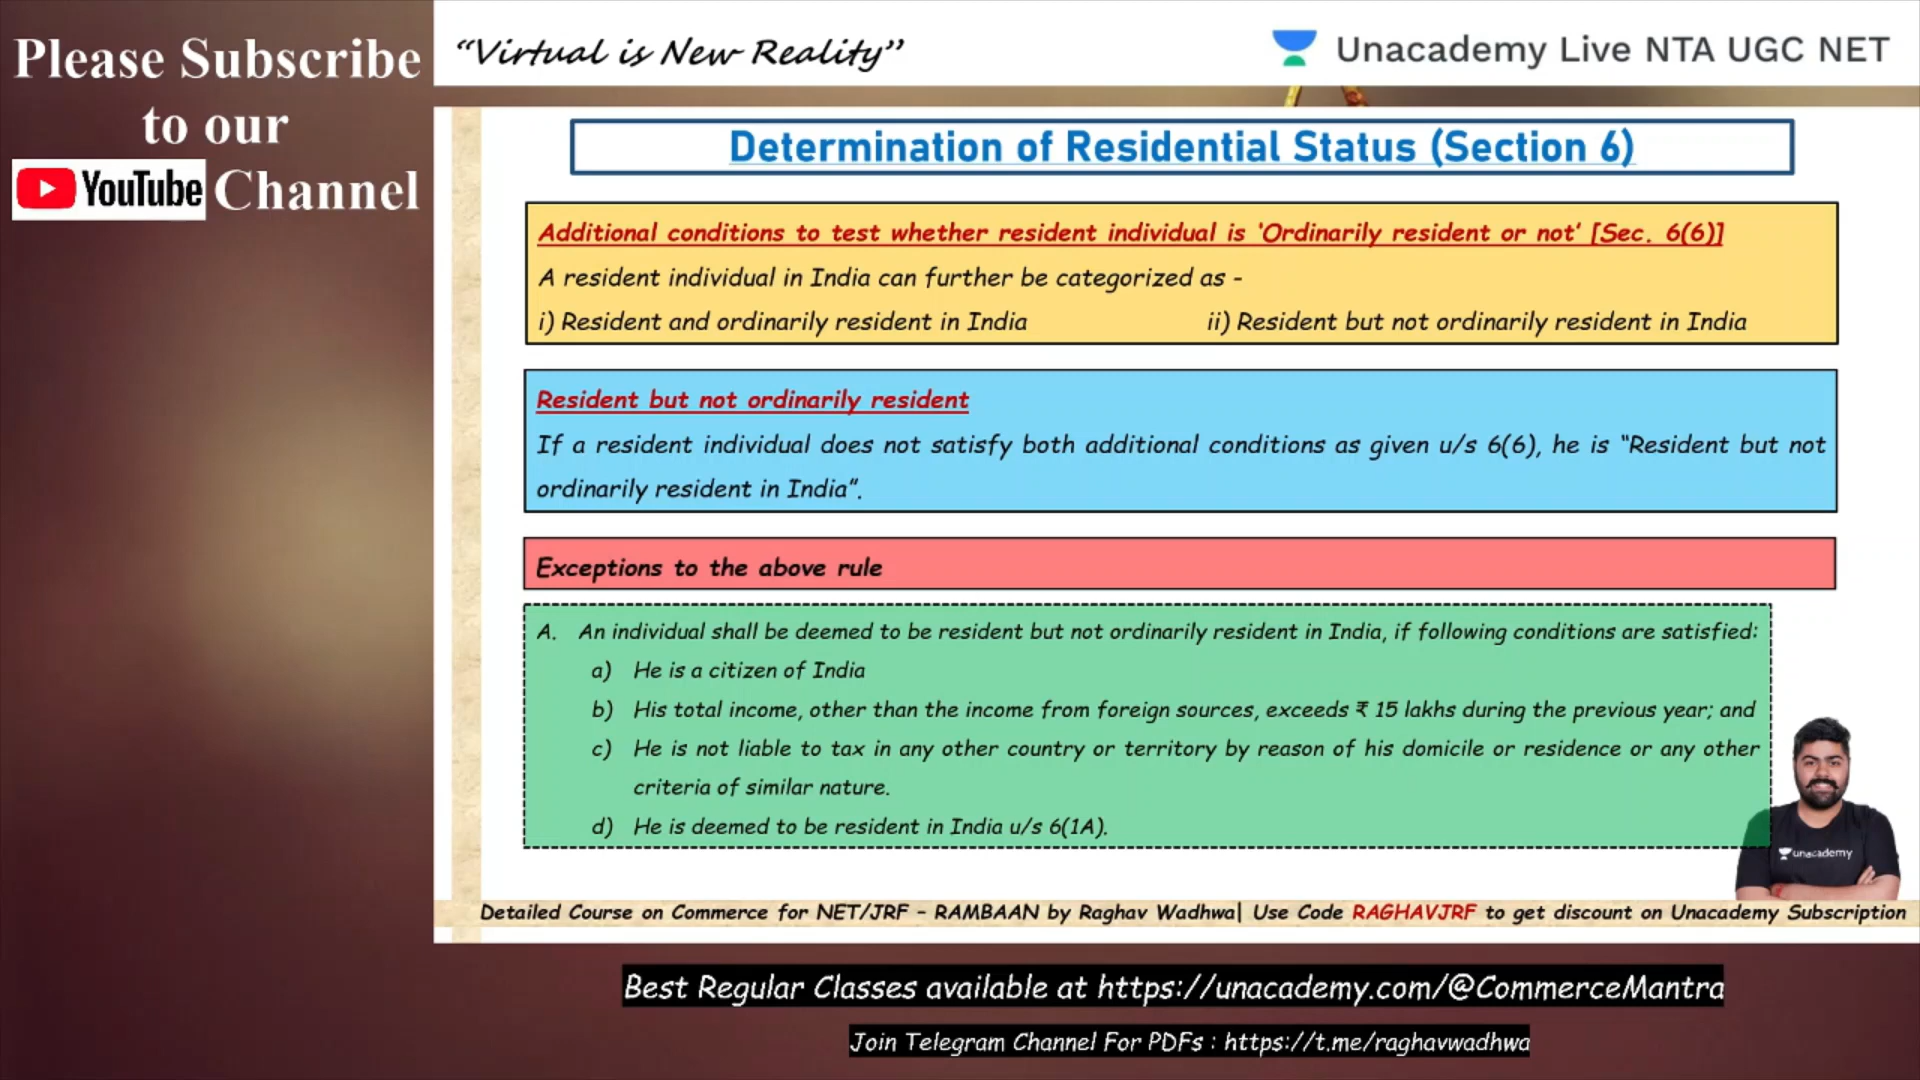 Please Subscribe
to our
YouTube Channel
“Virtual is New Reality”
Unacademy Live NTA UGC NET
Determination of Residential Status (Section 6)
Additional conditions to test whether resident individual is ‘Ordinarily resident or not’ [Sec. 6(6)]
A resident individual in India can further be categorized as -
i) Resident and ordinarily resident in India ii) Resident but not ordinarily resident in India
Resident but not ordinarily resident
If a resident individual does not satisfy both additional conditions as given u/s 6(6), he is “Resident but not
ordinarily resident in India”.
Exceptions to the above rule
A. An individual shall be deemed to be resident but not ordinarily resident in India, if following conditions are satisfied:
a) He is a citizen of India
b) His total income, other than the income from foreign sources, exceeds ₹ 15 lakhs during the previous year; and
c) He is not liable to tax in any other country or territory by reason of his domicile or residence or any other
criteria of similar nature.
d) He is deemed to be resident in India u/s 6(1A).
unacademy
Detailed Course on Commerce for NET/JRF – RAMBAAN by Raghav Wadhwa| Use Code RAGHAVJRF to get discount on Unacademy Subscription
Best Regular Classes available at https://unacademy.com/@CommerceMantra
Join Telegram Channel For PDFs : https://t.me/raghavwadhwa